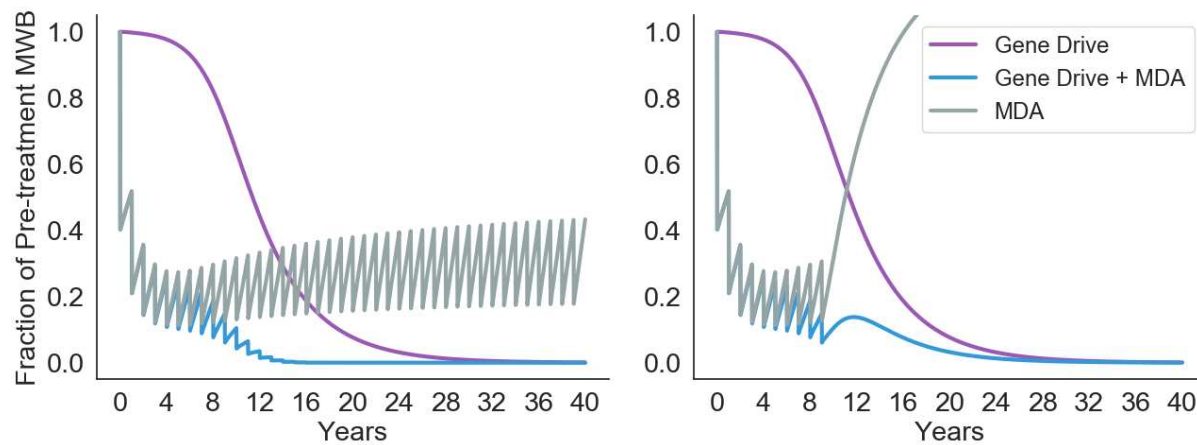 Fraction of Pre-treatment MWB
1.0
0.8
0.6
0.4
0.2
0.0
0 4 8 12 16 20 24 28 32 36 40
Years
1.0
0.8
0.6
0.4
0.2
0.0
0 4 8 12 16 20 24 28 32 36 40
Years
Gene Drive
Gene Drive + MDA
MDA